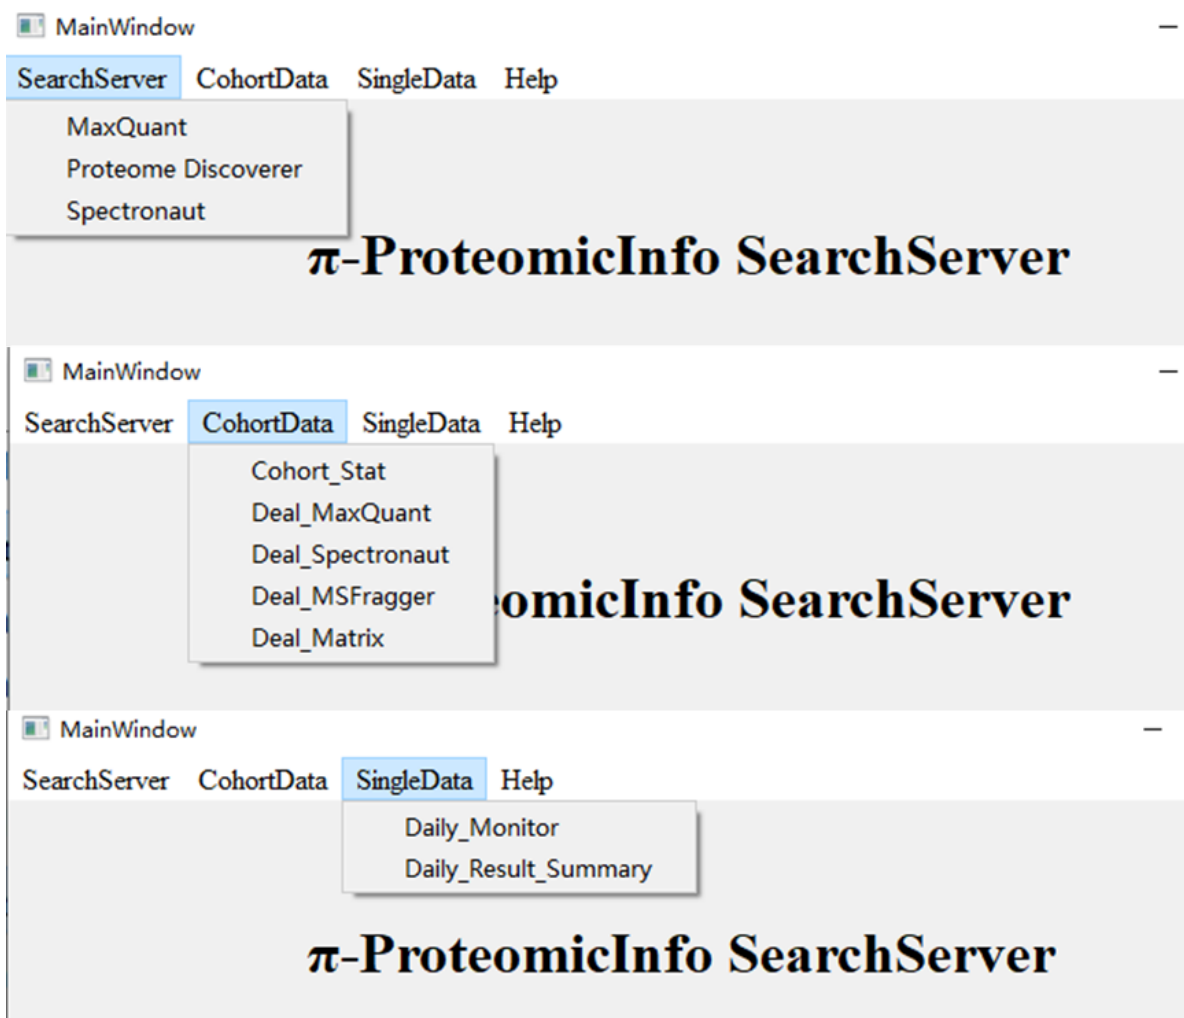 MainWindow
SearchServer CohortData SingleData Help
MaxQuant
Proteome Discoverer
Spectronaut
π-ProteomicInfo SearchServer
MainWindow
SearchServer CohortData SingleData Help
Cohort_Stat
Deal_MaxQuant
Deal_Spectronaut
Deal_MSFragger
omicInfo SearchServer
Deal_Matrix
MainWindow
SearchServer CohortData SingleData Help
Daily_Monitor
Daily_Result_Summary
π-ProteomicInfo SearchServer